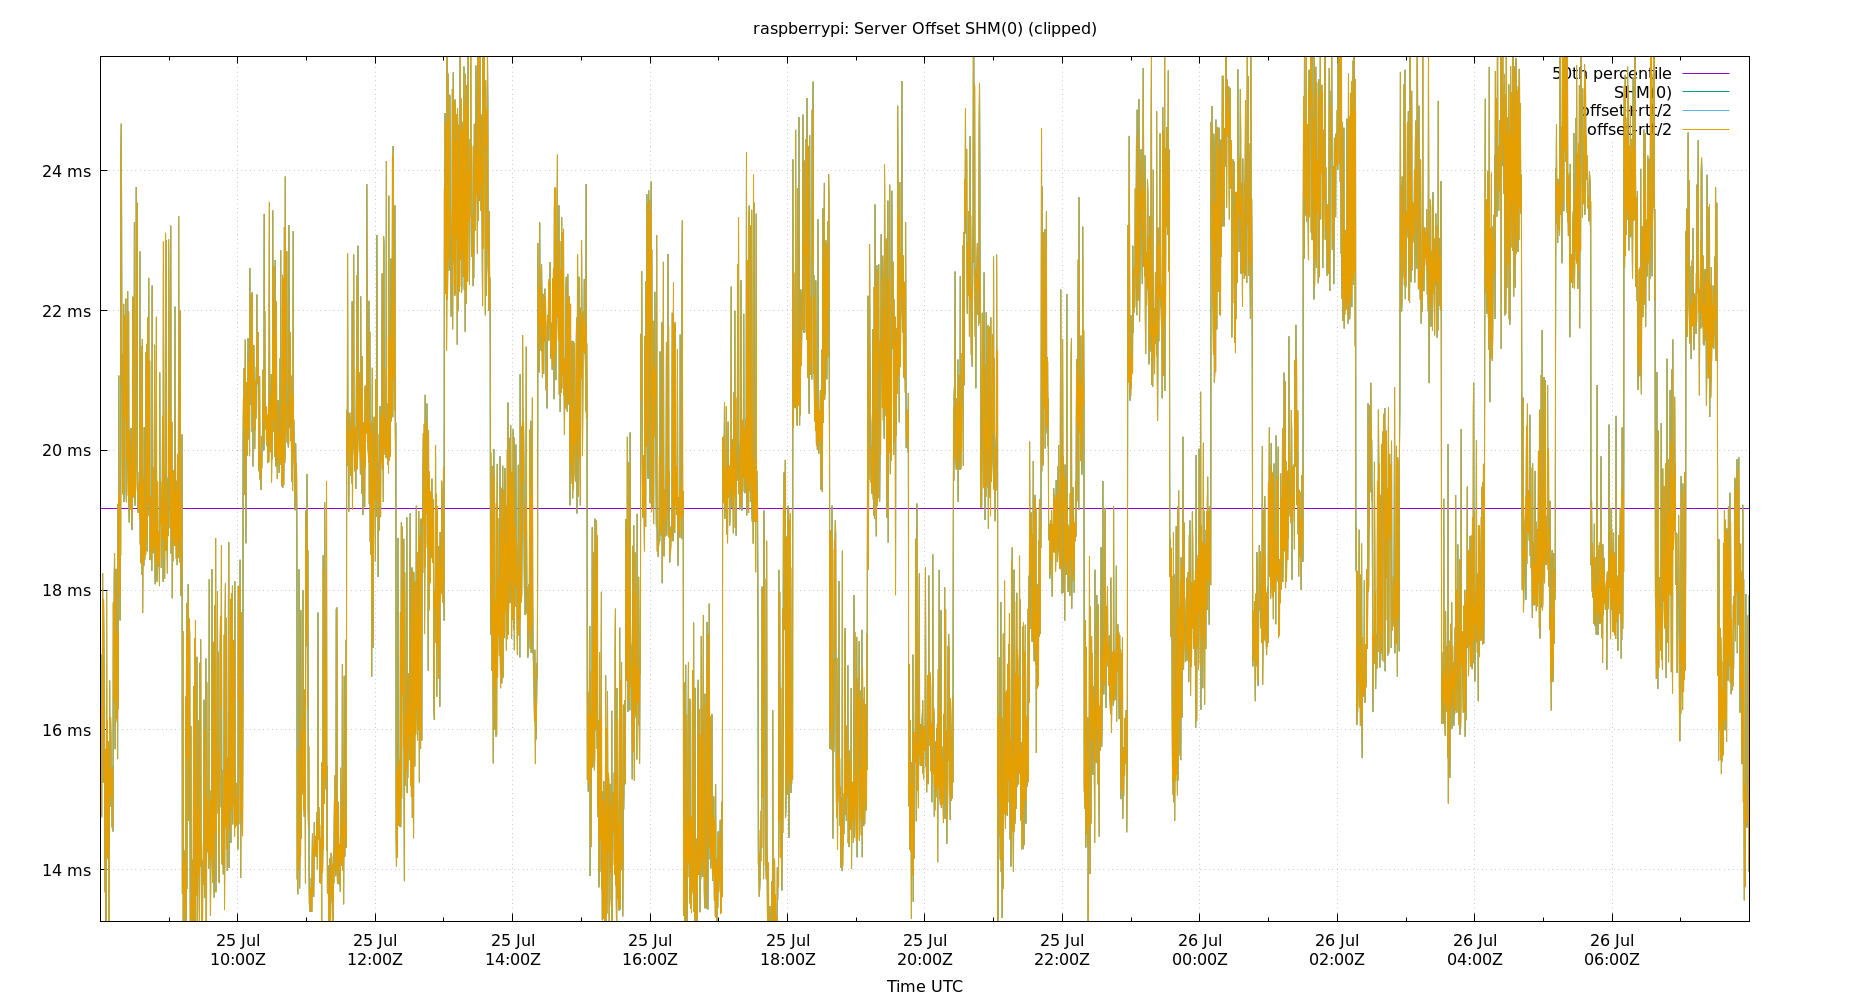 raspberrypi: Server Offset SHM(0) (clipped)
50th percentile
SHM(0)
offset+rtt/2
offset-rtt/2
24 ms
22 ms
20 ms
18 ms
16 ms
14 ms
25 Jul 25 Jul 25 Jul 25 Jul 25 Jul 25 Jul 25 Jul 26 Jul 26 Jul 26 Jul 26 Jul
10:00Z 12:00Z 14:00Z 16:00Z 18:00Z 20:00Z 22:00Z 00:00Z 02:00Z 04:00Z 06:00Z
Time UTC